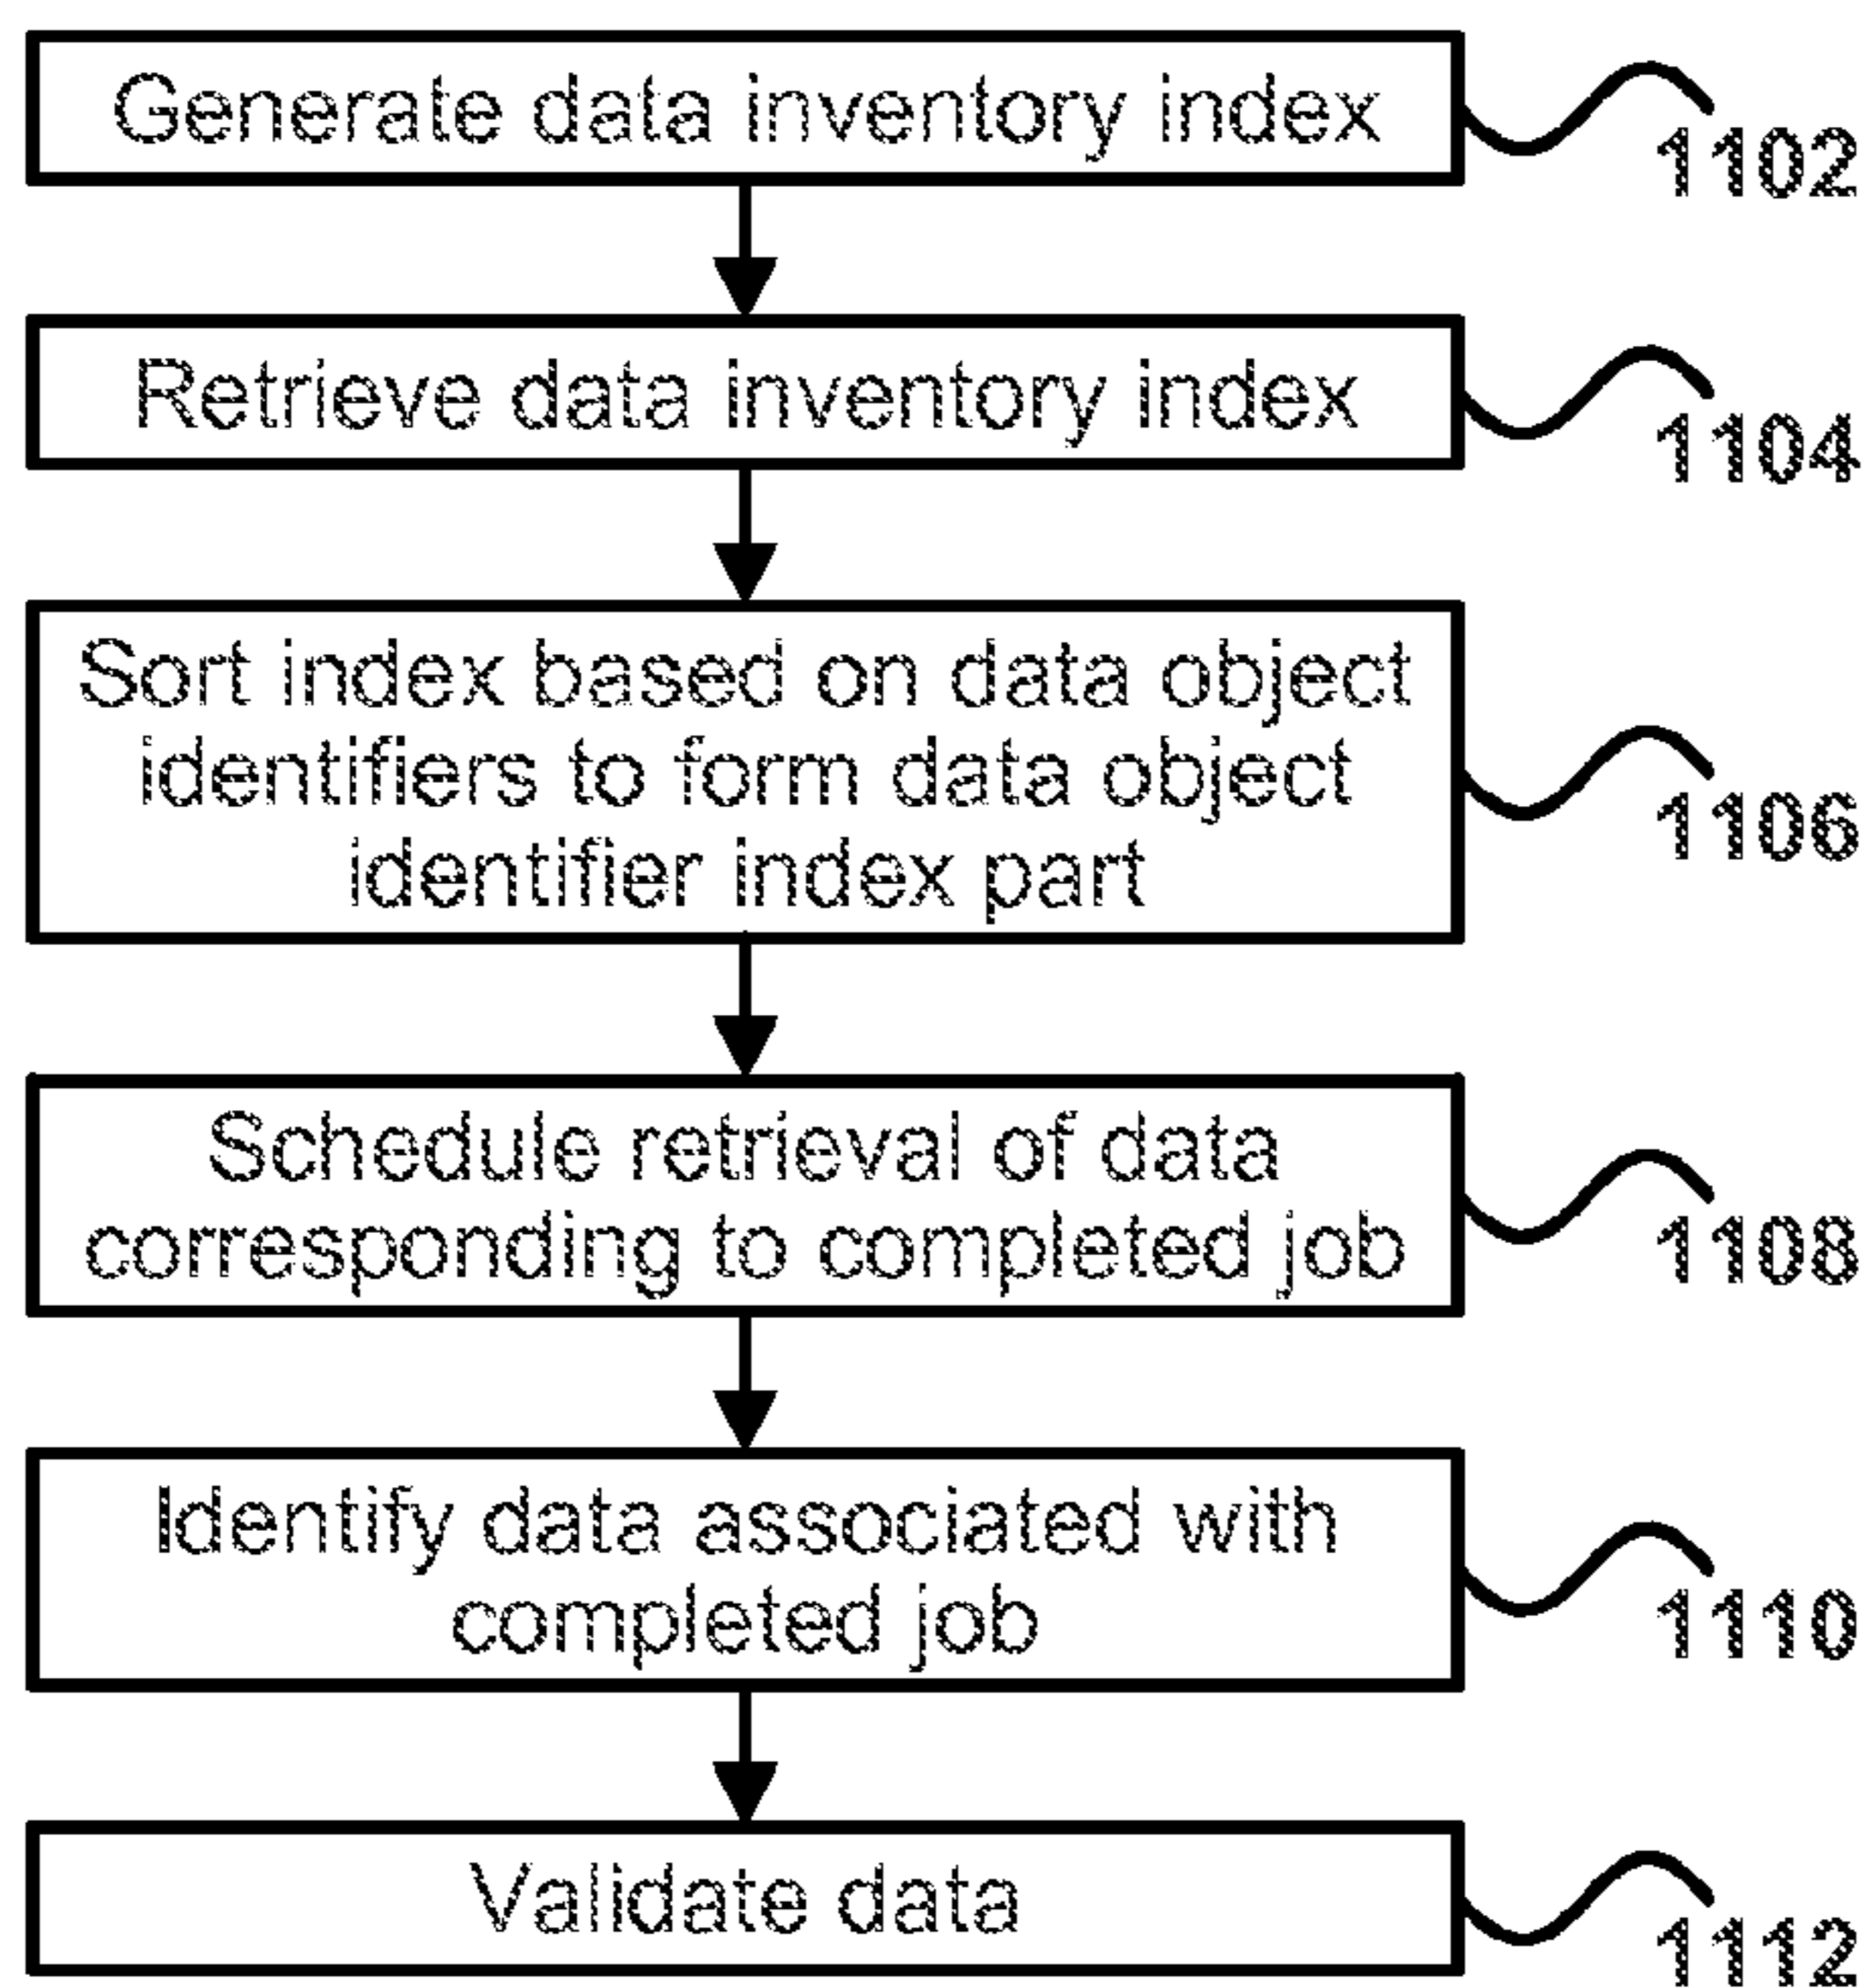 Generate data inventory index
1102
Retrieve data inventory index
1104
Sort index based on data object
identifiers to form data object
identifier index part
1106
Schedule retrieval of data
corresponding to completed job
1108
Identify data associated with
completed job
1110
Validate data
1112